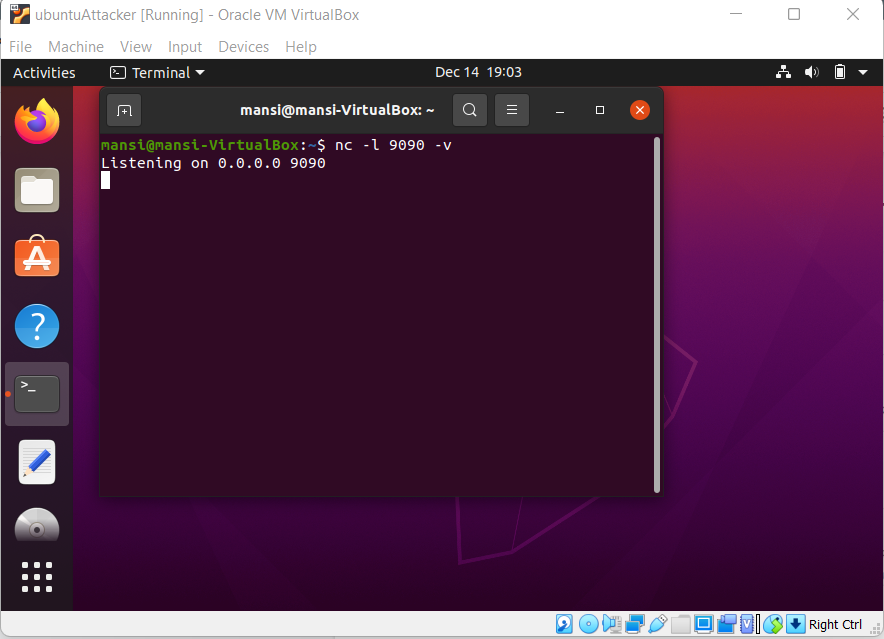 ubuntuAttacker [Running] - Oracle VM VirtualBox
File Machine View Input Devices Help
Activities Terminal Dec 14 19:03
mansi@mansi-VirtualBox: ~
mansi@mansi-VirtualBox:~$ nc -l 9090 -v
Listening on 0.0.0.0 9090
Right Ctrl